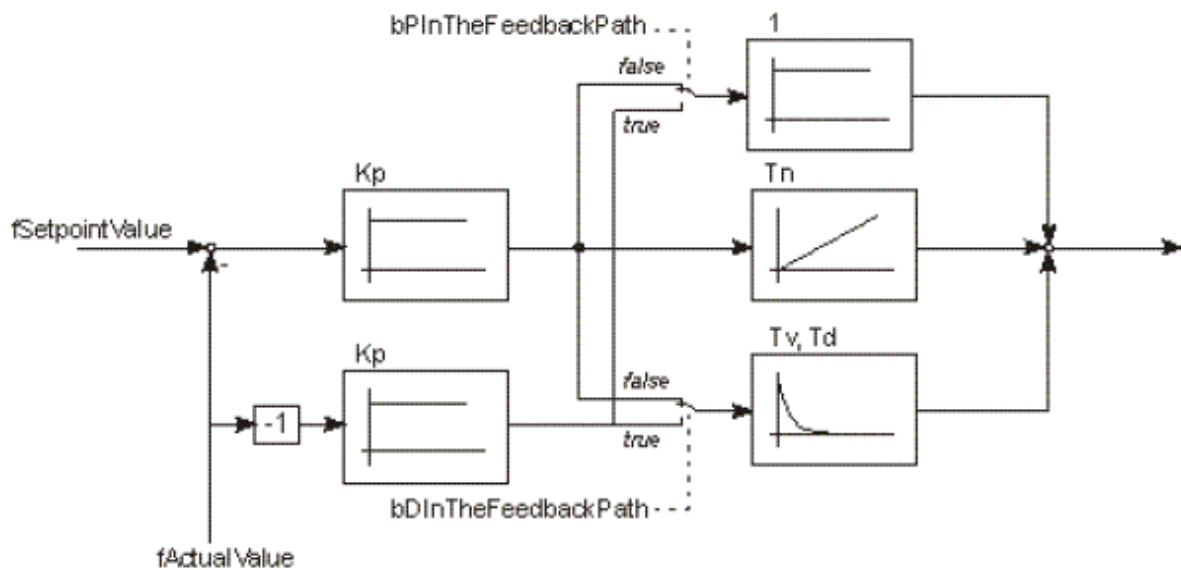 bPInTheFeedbackPath
1
false
true
Kp
Tn
fSetpointValue
-
Kp
Tv, Td
false
-1
true
bDInTheFeedbackPath
fActualValue